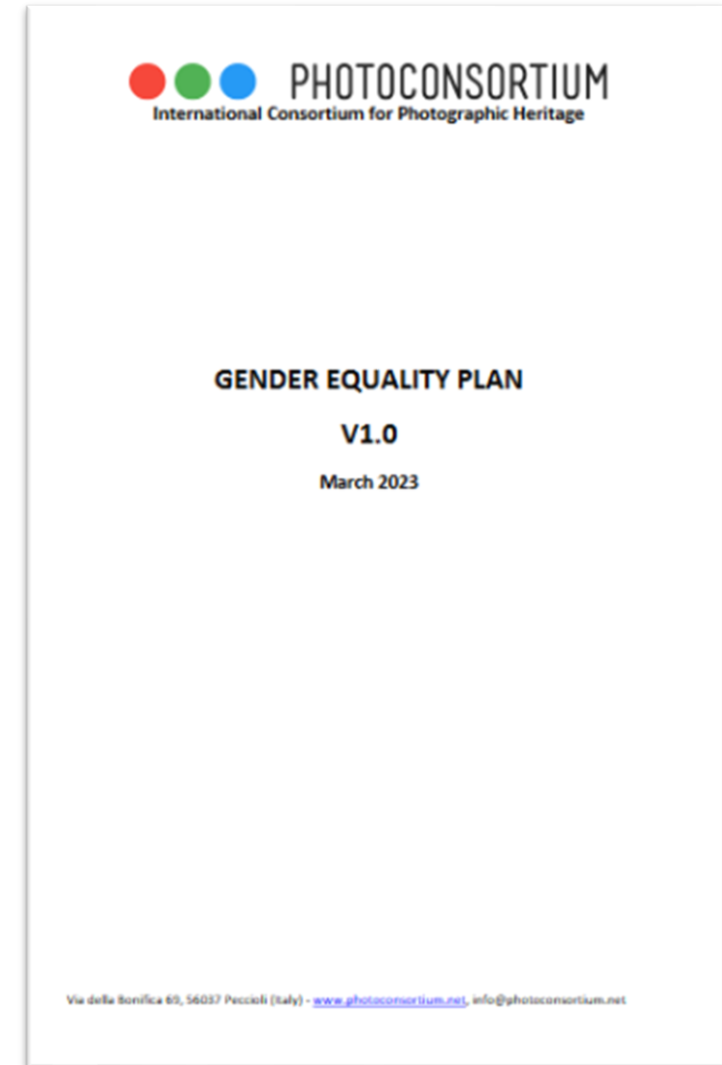 PHOTOCONSORTIUM
International Consortium for Photographic Heritage
GENDER EQUALITY PLAN
V1.0
March 2023
Via della Bonifica 69, 56037 Peccioli (Italy) - www.photoconsortium.net, info@photoconsortium.net